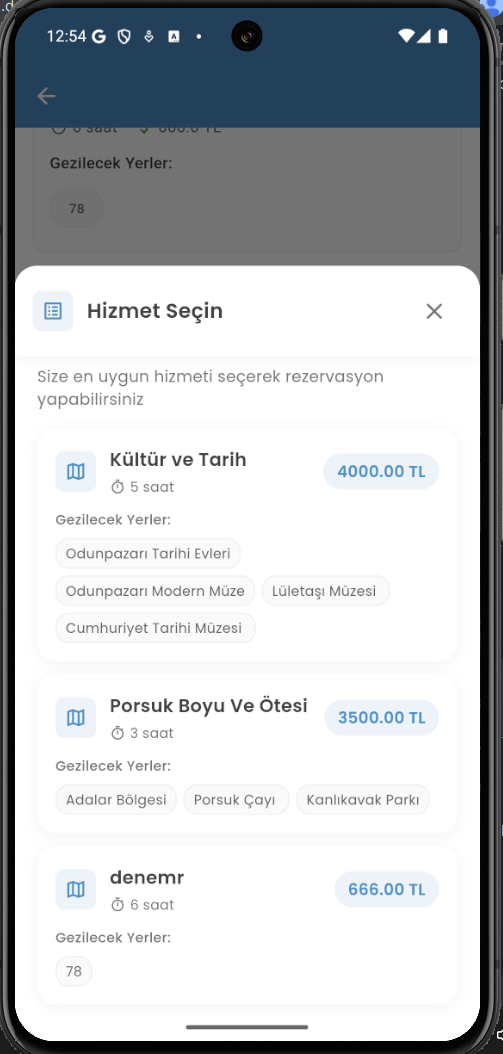 12:54
6 saat 666.0 TL
Gezilecek Yerler:
78
Hizmet Seçin
Size en uygun hizmeti seçerek rezervasyon
yapabilirsiniz
Kültür ve Tarih
4000.00 TL
5 saat
Gezilecek Yerler:
Odunpazarı Tarihi Evleri
Odunpazarı Modern Müze Lületaşı Müzesi
Cumhuriyet Tarihi Müzesi
Porsuk Boyu Ve Ötesi
3500.00 TL
3 saat
Gezilecek Yerler:
Adalar Bölgesi Porsuk Çayı Kanlıkavak Parkı
denemr
666.00 TL
6 saat
Gezilecek Yerler:
78